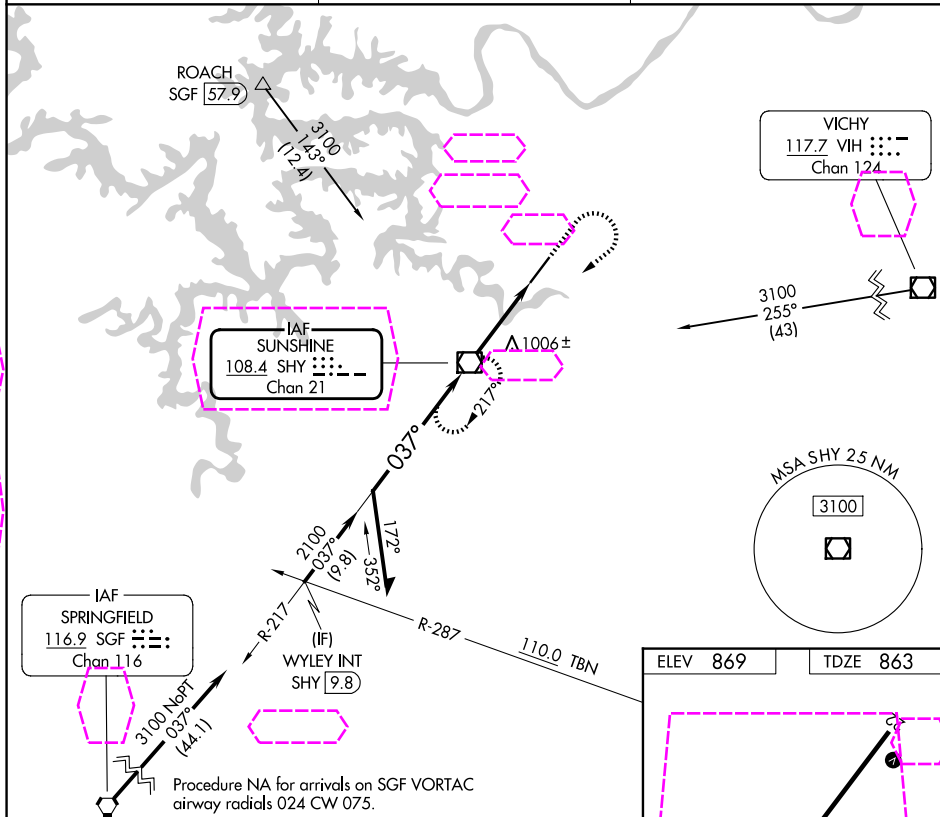 ROACH
SGF 57.9
3100
143°
(12.4)
VICHY
117.7 VIH
Chan 124
3100
255°
(43)
IAF
SUNSHINE
108.4 SHY
Chan 21
1006 ±
217°
037°
MSA SHY 25 NM
3100
2100
037°
(9.8)
172°
352°
IAF
SPRINGFIELD
116.9 SGF
Chan 116
R-217
(IF)
WYLEY INT
SHY 9.8
R-287
110.0 TBN
3100 NoPT
037°
(44.1)
ELEV 869
TDZE 863
22
V
Procedure NA for arrivals on SGF VORTAC
airway radials 024 CW 075.